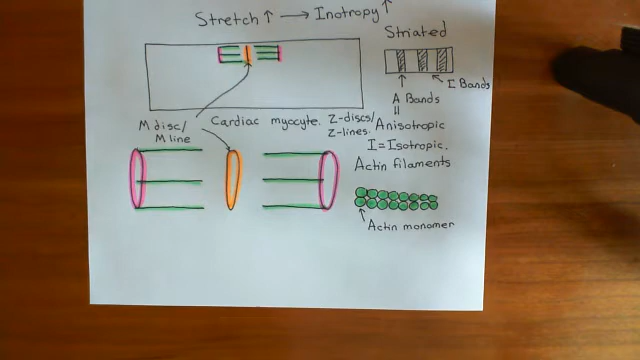 Stretch ↑ → Inotropy ↑
Striated
I Bands
A Bands
=
Anisotropic
I = Isotropic.
M disc/
M line
Cardiac myocyte.
Z-discs/
Z-lines.
Actin filaments
Actin monomer